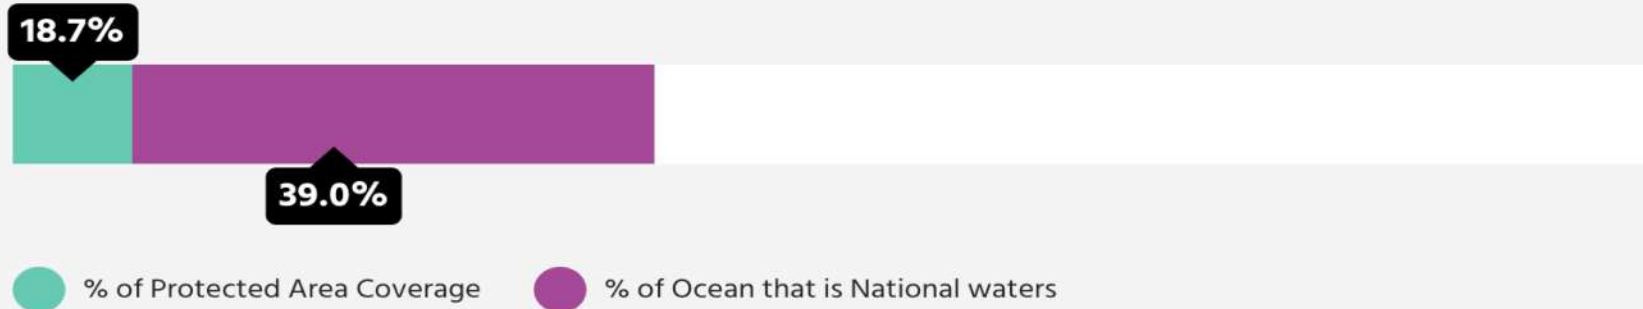 18.7%
39.0%
% of Protected Area Coverage
% of Ocean that is National waters